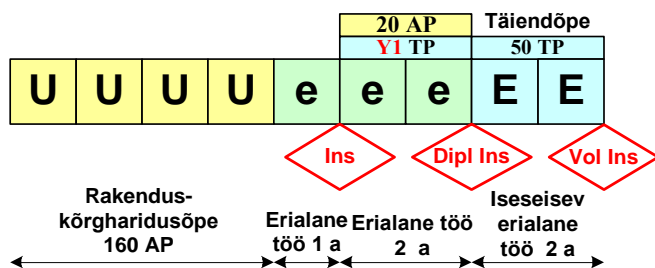 20 AP Täiendõpe
Y1 TP 50 TP
U U U U e e e E E
Ins Dipl Ins Vol Ins
Rakendus-
kõrgharidusõpe
160 AP
Erialane
töö 1 a
Erialane töö
2 a
Iseseisev
erialane
töö 2 a